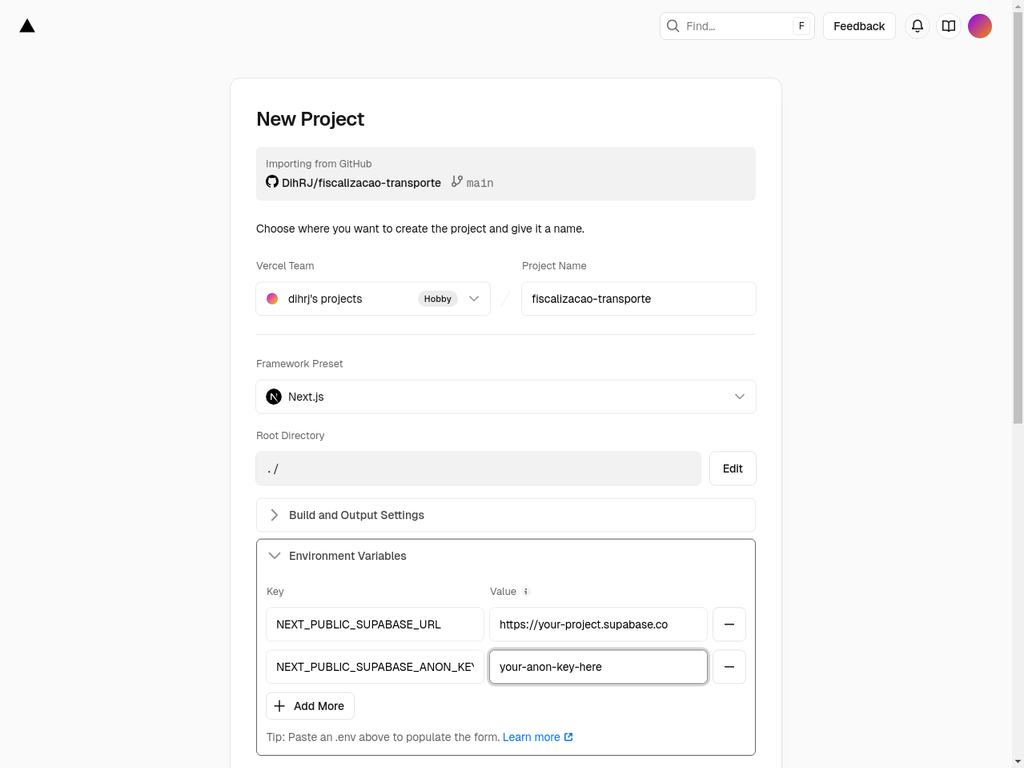 Find...
F
Feedback
New Project
Importing from GitHub
DihRJ/fiscalizacao-transporte
main
Choose where you want to create the project and give it a name.
Vercel Team
Project Name
dihrj's projects
Hobby
fiscalizacao-transporte
Framework Preset
N
Next.js
Root Directory
./
Edit
Build and Output Settings
Environment Variables
Key
Value
NEXT_PUBLIC_SUPABASE_URL
https://your-project.supabase.co
NEXT_PUBLIC_SUPABASE_ANON_KEY
your-anon-key-here
Add More
Tip: Paste an .env above to populate the form. Learn more